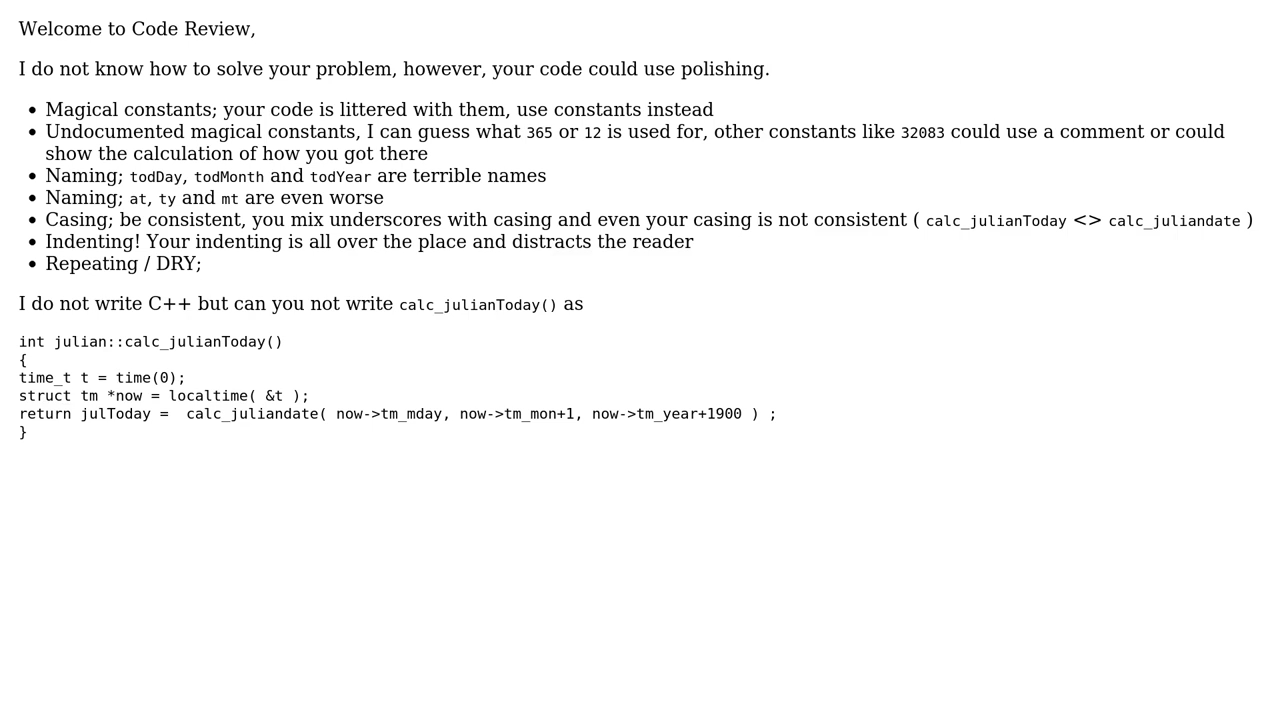 Welcome to Code Review,
I do not know how to solve your problem, however, your code could use polishing.
• Magical constants; your code is littered with them, use constants instead
• Undocumented magical constants, I can guess what 365 or 12 is used for, other constants like 32083 could use a comment or could
show the calculation of how you got there
• Naming; todDay, todMonth and todYear are terrible names
• Naming; at, ty and mt are even worse
• Casing; be consistent, you mix underscores with casing and even your casing is not consistent ( calc_julianToday <> calc_juliandate )
• Indenting! Your indenting is all over the place and distracts the reader
• Repeating / DRY;
I do not write C++ but can you not write calc_julianToday() as
int julian::calc_julianToday()
{
time_t t = time(0);
struct tm *now = localtime( &t );
return julToday =  calc_juliandate( now->tm_mday, now->tm_mon+1, now->tm_year+1900 ) ;
}